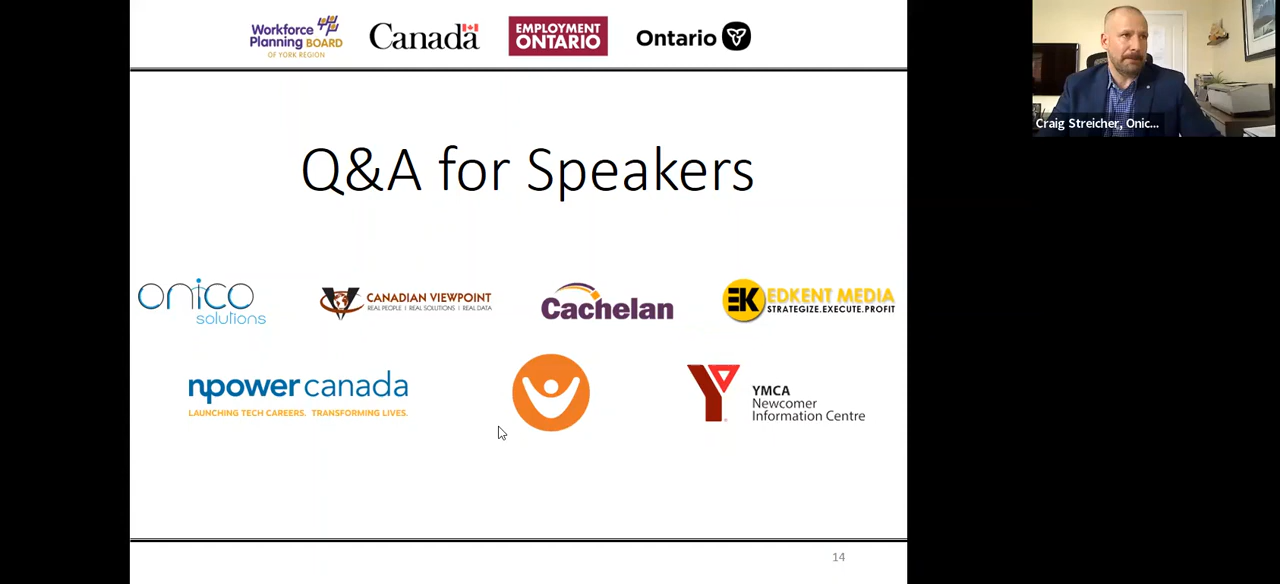 Workforce
Planning BOARD
OF YORK REGION
Canada
EMPLOYMENT
ONTARIO
Ontario
Craig Streicher, Onic...
Q&A for Speakers
onico
solutions
CANADIAN VIEWPOINT
REAL PEOPLE | REAL SOLUTIONS | REAL DATA
Cachelan
EK
EDKENT MEDIA
STRATEGIZE.EXECUTE.PROFIT
npower canada
LAUNCHING TECH CAREERS. TRANSFORMING LIVES.
YMCA
Newcomer
Information Centre
14